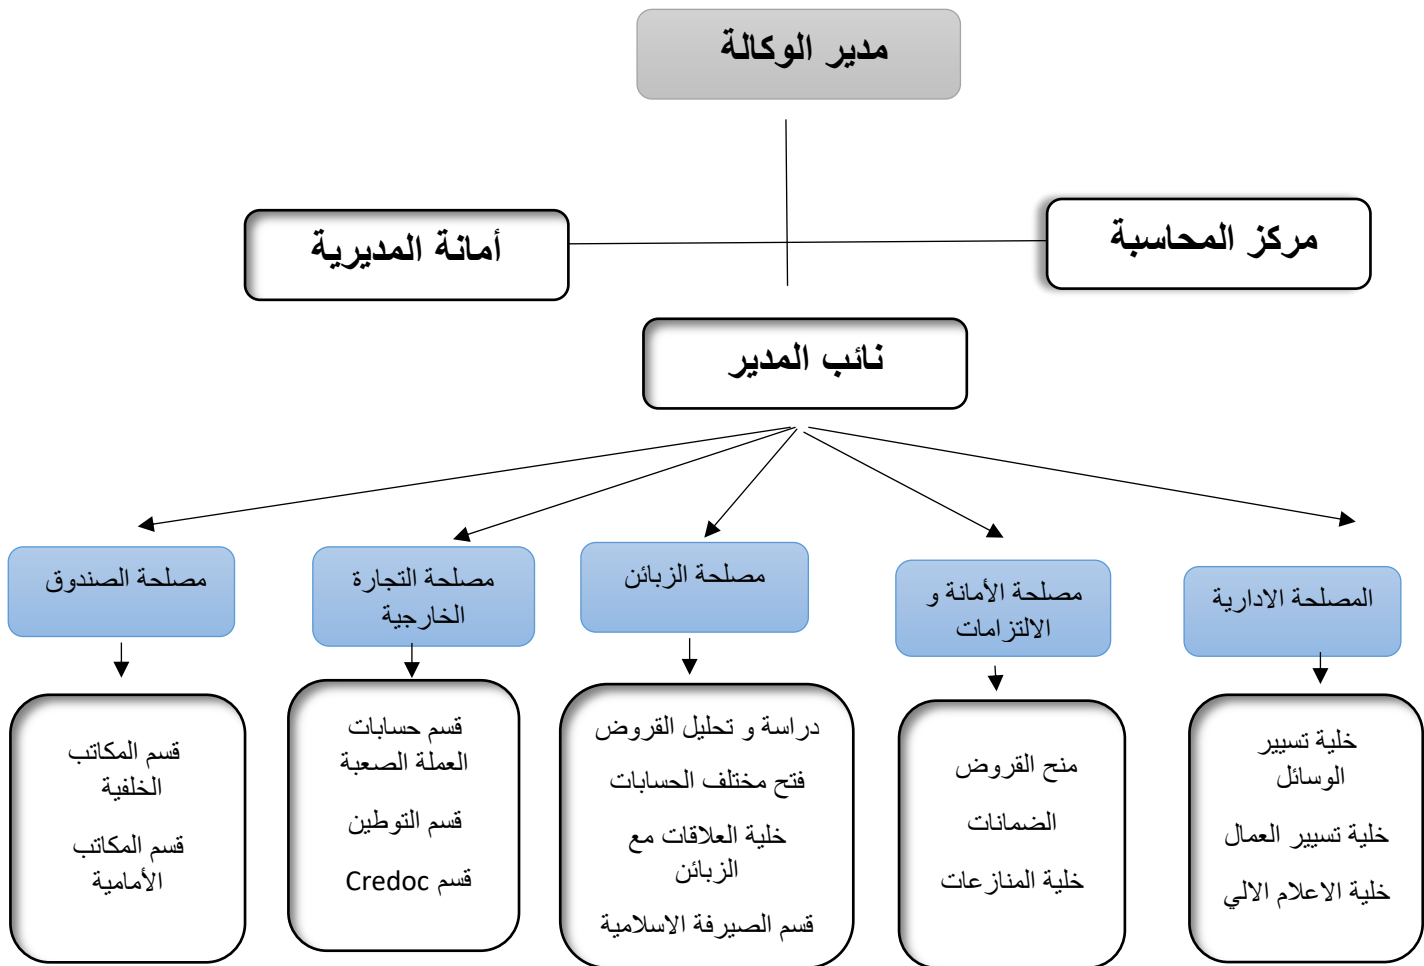 مدير الوكالة
مركز المحاسبة
أمانة المديرية
نائب المدير
المصلحة الادارية
مصلحة الأمانة و
الالتزامات
مصلحة الزبائن
مصلحة التجارة
الخارجية
مصلحة الصندوق
خلية تسيير
الوسائل
خلية تسيير العمال
خلية الاعلام الالي
منح القروض
الضمانات
خلية المنازعات
دراسة و تحليل القروض
فتح مختلف الحسابات
خلية العلاقات مع
الزبائن
قسم الصيرفة الاسلامية
قسم حسابات
العملة الصعبة
قسم التوطين
قسم Credoc
قسم المكاتب
الخلفية
قسم المكاتب
الأمامية